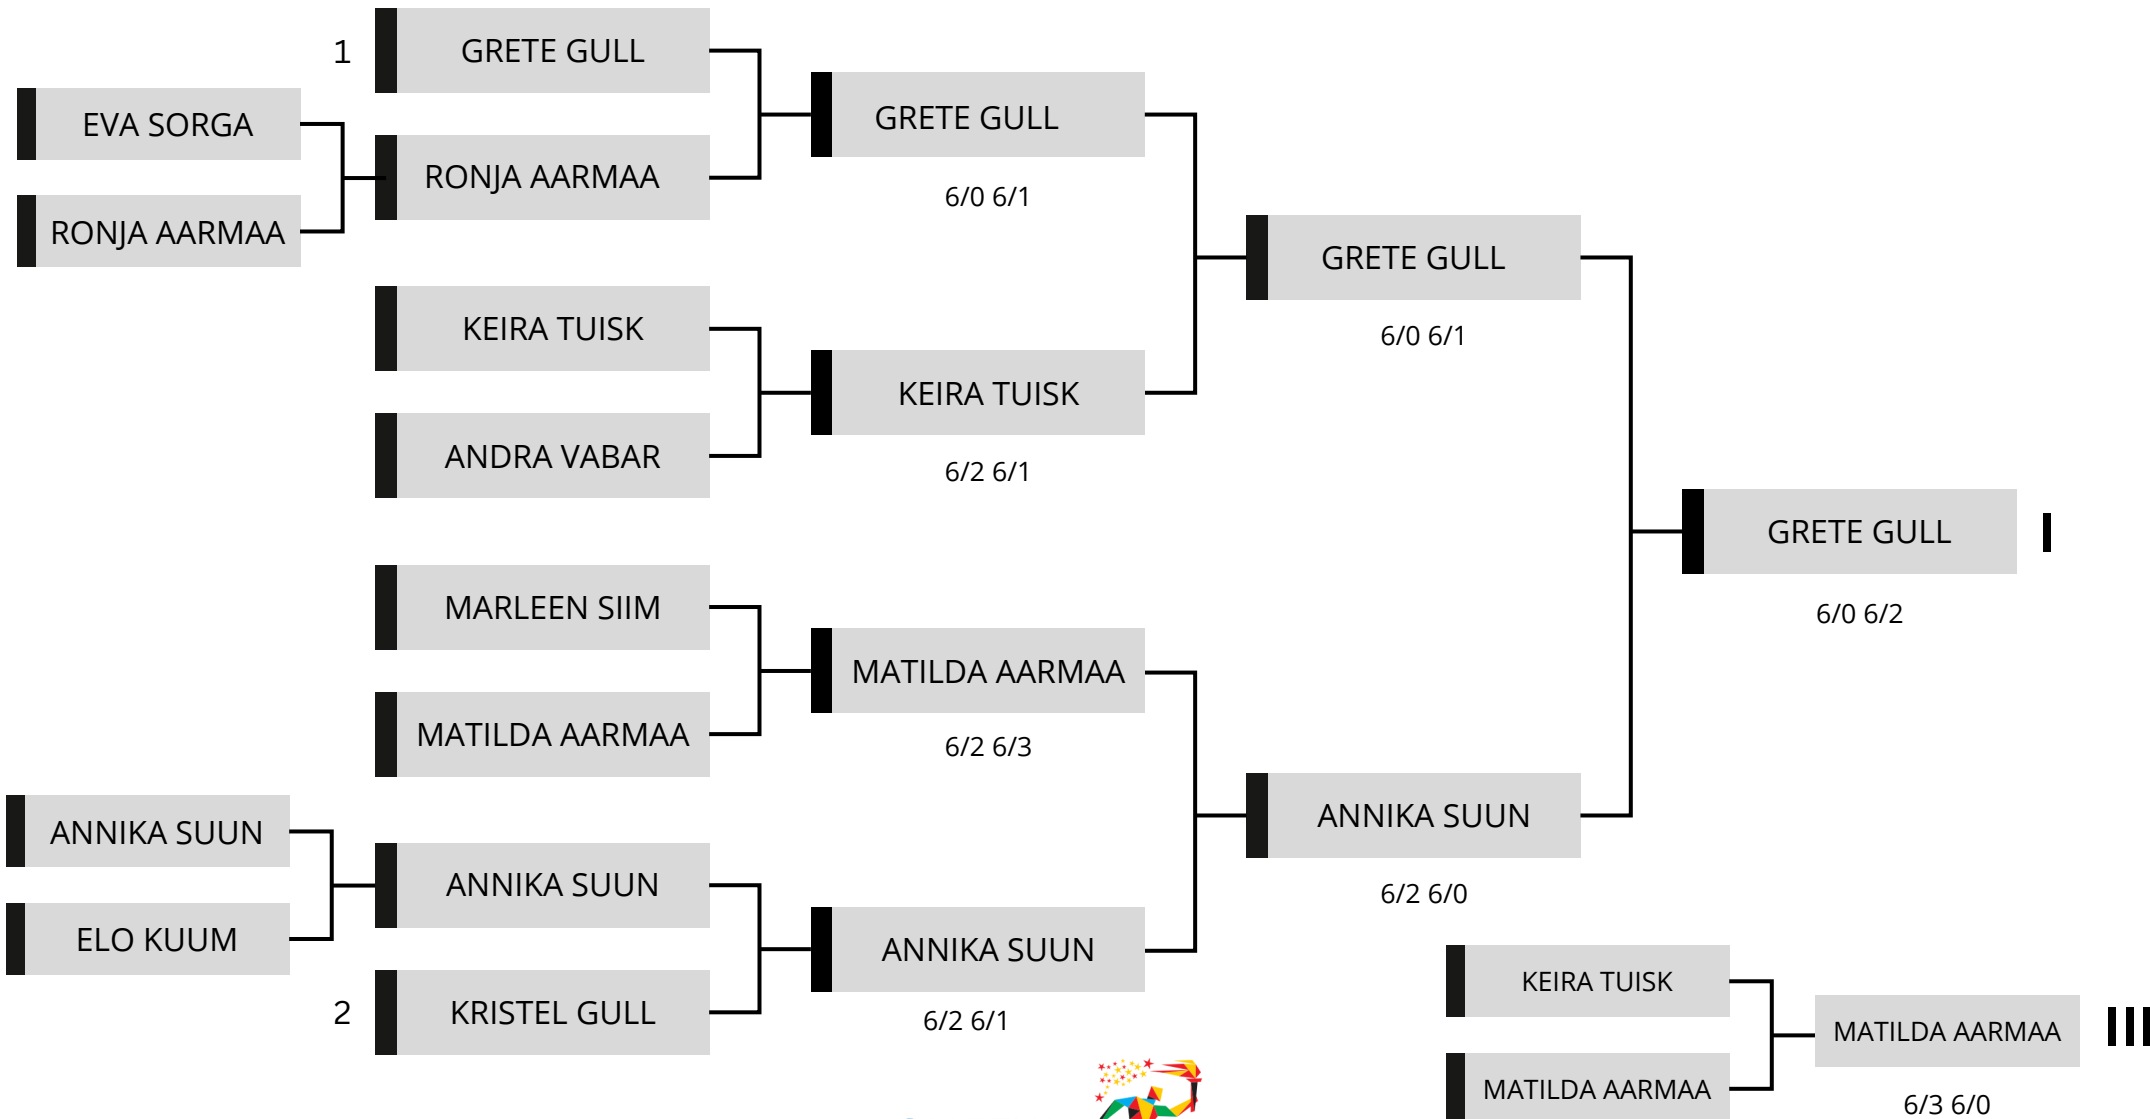 1
GRETE GULL
EVA SORGA
RONJA AARMAA
RONJA AARMAA
GRETE GULL
6/0 6/1
KEIRA TUISK
ANDRA VABAR
KEIRA TUISK
6/2 6/1
GRETE GULL
6/0 6/1
MARLEEN SIIM
MATILDA AARMAA
MATILDA AARMAA
6/2 6/3
ANNIKA SUUN
ELO KUUM
ANNIKA SUUN
2
KRISTEL GULL
ANNIKA SUUN
6/2 6/1
ANNIKA SUUN
6/2 6/0
GRETE GULL
I
6/0 6/2
KEIRA TUISK
MATILDA AARMAA
MATILDA AARMAA
III
6/3 6/0